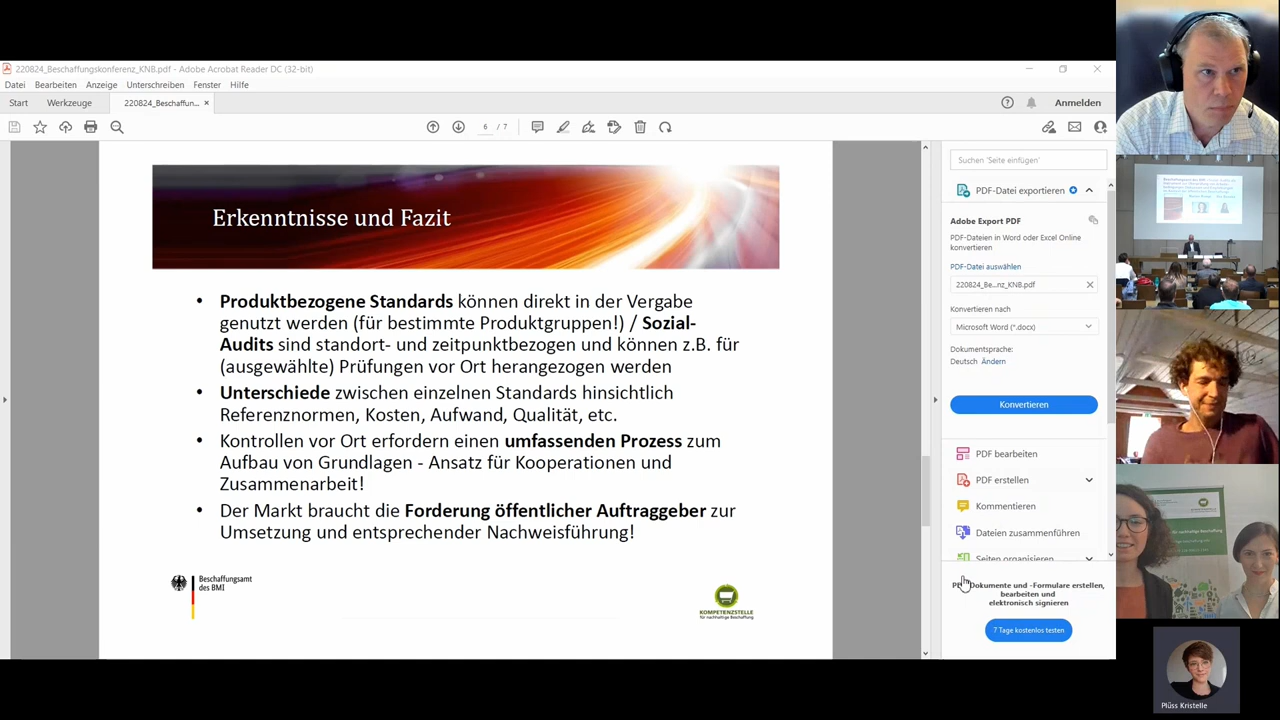 220824_Beschaffungskonferenz_KNB.pdf - Adobe Acrobat Reader DC (32-bit)
Datei Bearbeiten Anzeige Unterschreiben Fenster Hilfe
Start Werkzeuge 220824_Beschaffun... × Anmelden
6 / 7
Erkenntnisse und Fazit
• Produktbezogene Standards können direkt in der Vergabe
genutzt werden (für bestimmte Produktgruppen!) / Sozial-
Audits sind standort- und zeitpunktbezogen und können z.B. für
(ausgewählte) Prüfungen vor Ort herangezogen werden
• Unterschiede zwischen einzelnen Standards hinsichtlich
Referenznormen, Kosten, Aufwand, Qualität, etc.
• Kontrollen vor Ort erfordern einen umfassenden Prozess zum
Aufbau von Grundlagen - Ansatz für Kooperationen und
Zusammenarbeit!
• Der Markt braucht die Forderung öffentlicher Auftraggeber zur
Umsetzung und entsprechender Nachweisführung!
Beschaffungsamt
des BMI
KOMPETENZSTELLE
für nachhaltige Beschaffung
Suchen 'Seite einfügen'
PDF-Datei exportieren
Adobe Export PDF
PDF-Dateien in Word oder Excel Online
konvertieren
PDF-Datei auswählen
220824_Be...nz_KNB.pdf
Konvertieren nach
Microsoft Word (*.docx)
Dokumentsprache:
Deutsch Ändern
Konvertieren
PDF bearbeiten
PDF erstellen
Kommentieren
Dateien zusammenführen
Seiten organisieren
Dokumente und -Formulare erstellen,
bearbeiten und
elektronisch signieren
7 Tage kostenlos testen
Plüss Kristelle